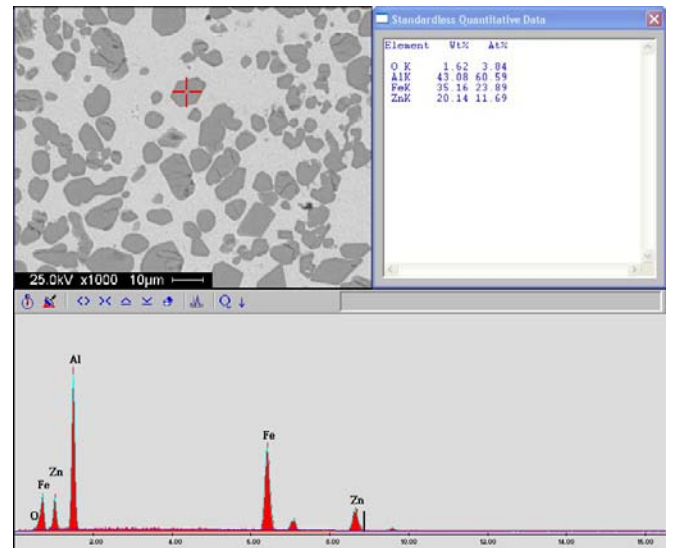 Standardless Quantitative Data
Element Wt% At%
O K 1.62 3.84
AlK 43.08 60.59
FeK 35.16 23.89
ZnK 20.14 11.69
25.0kV x1000 10µm
Al
Fe
Zn
Fe
Zn
O
2.00 4.00 6.00 8.00 10.00 12.00 14.00 16.00